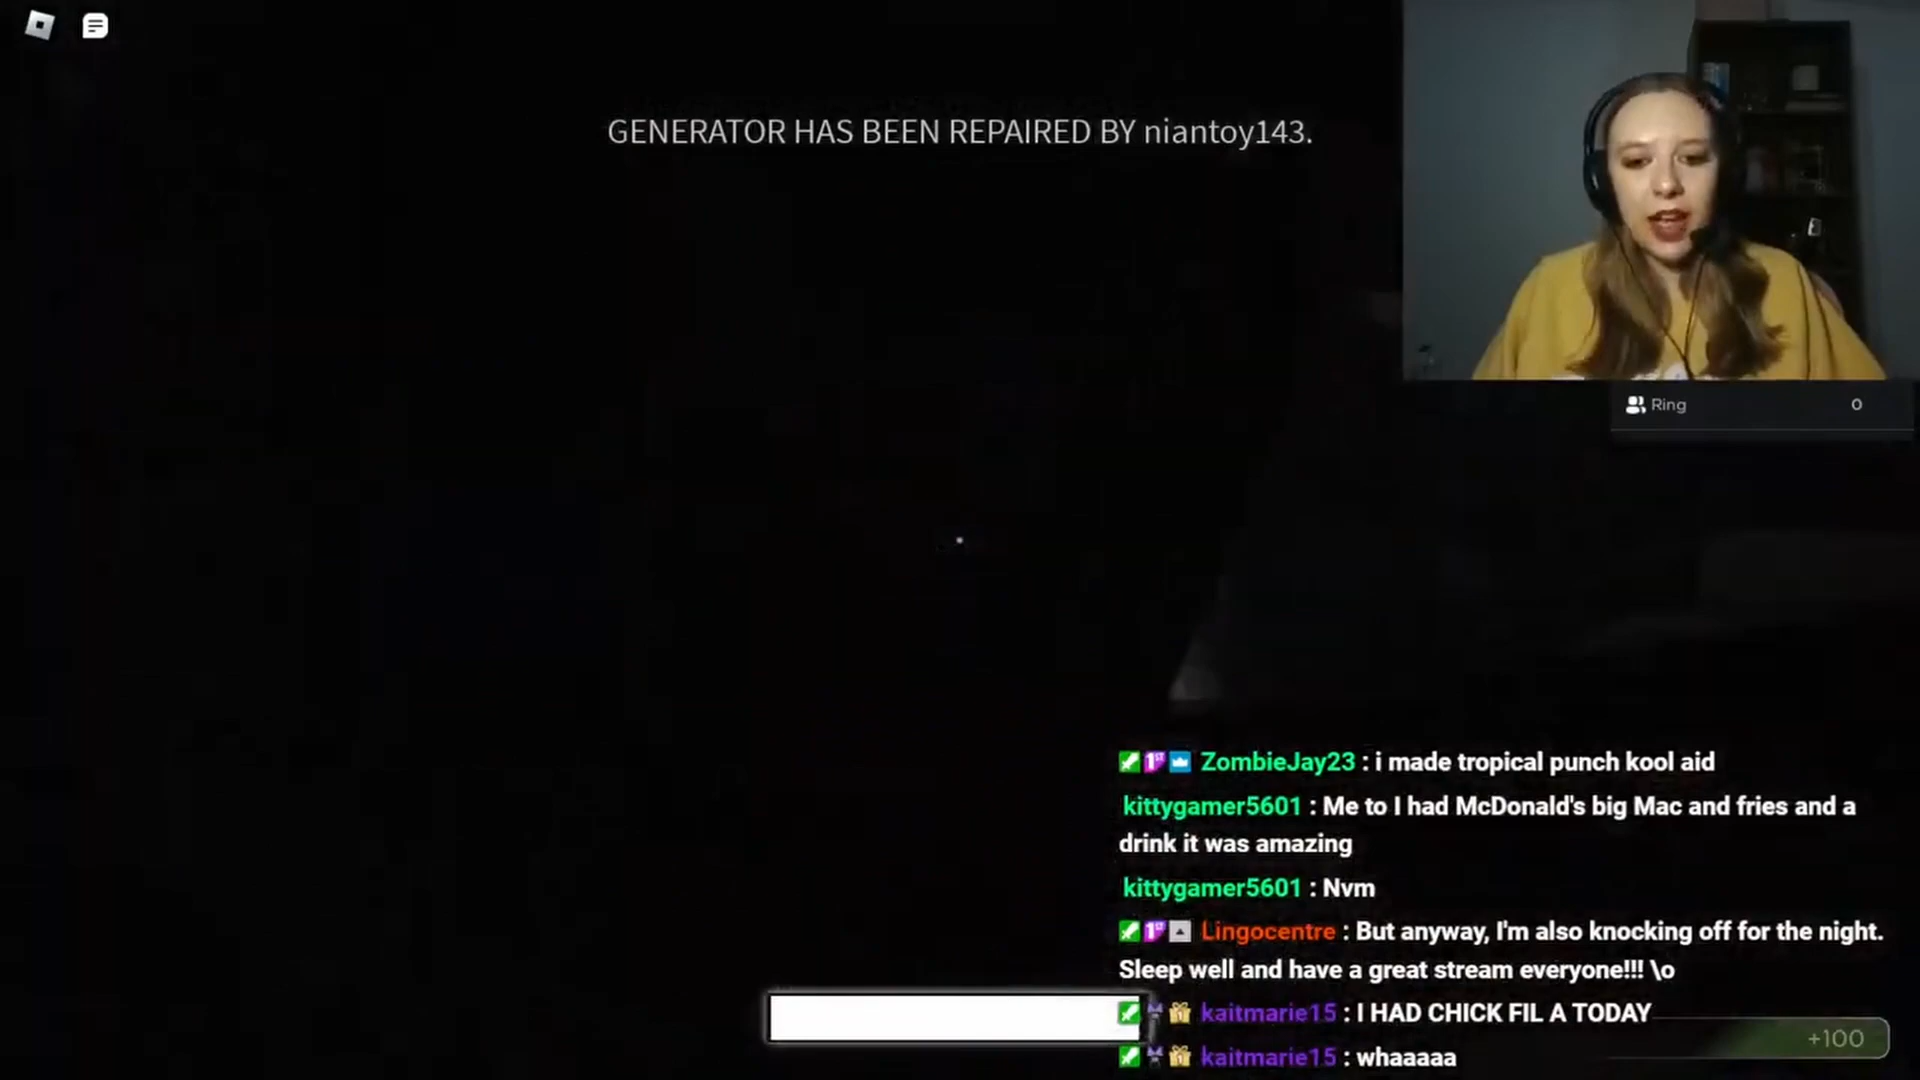 GENERATOR HAS BEEN REPAIRED BY niantoy143.
Ring 0
ZombieJay23 : i made tropical punch kool aid
kittygamer5601 : Me to I had McDonald's big Mac and fries and a
drink it was amazing
kittygamer5601 : Nvm
Lingocentre : But anyway, I'm also knocking off for the night.
Sleep well and have a great stream everyone!!! \o
kaitmarie15 : I HAD CHICK FIL A TODAY
+100
kaitmarie15 : whaaaaa